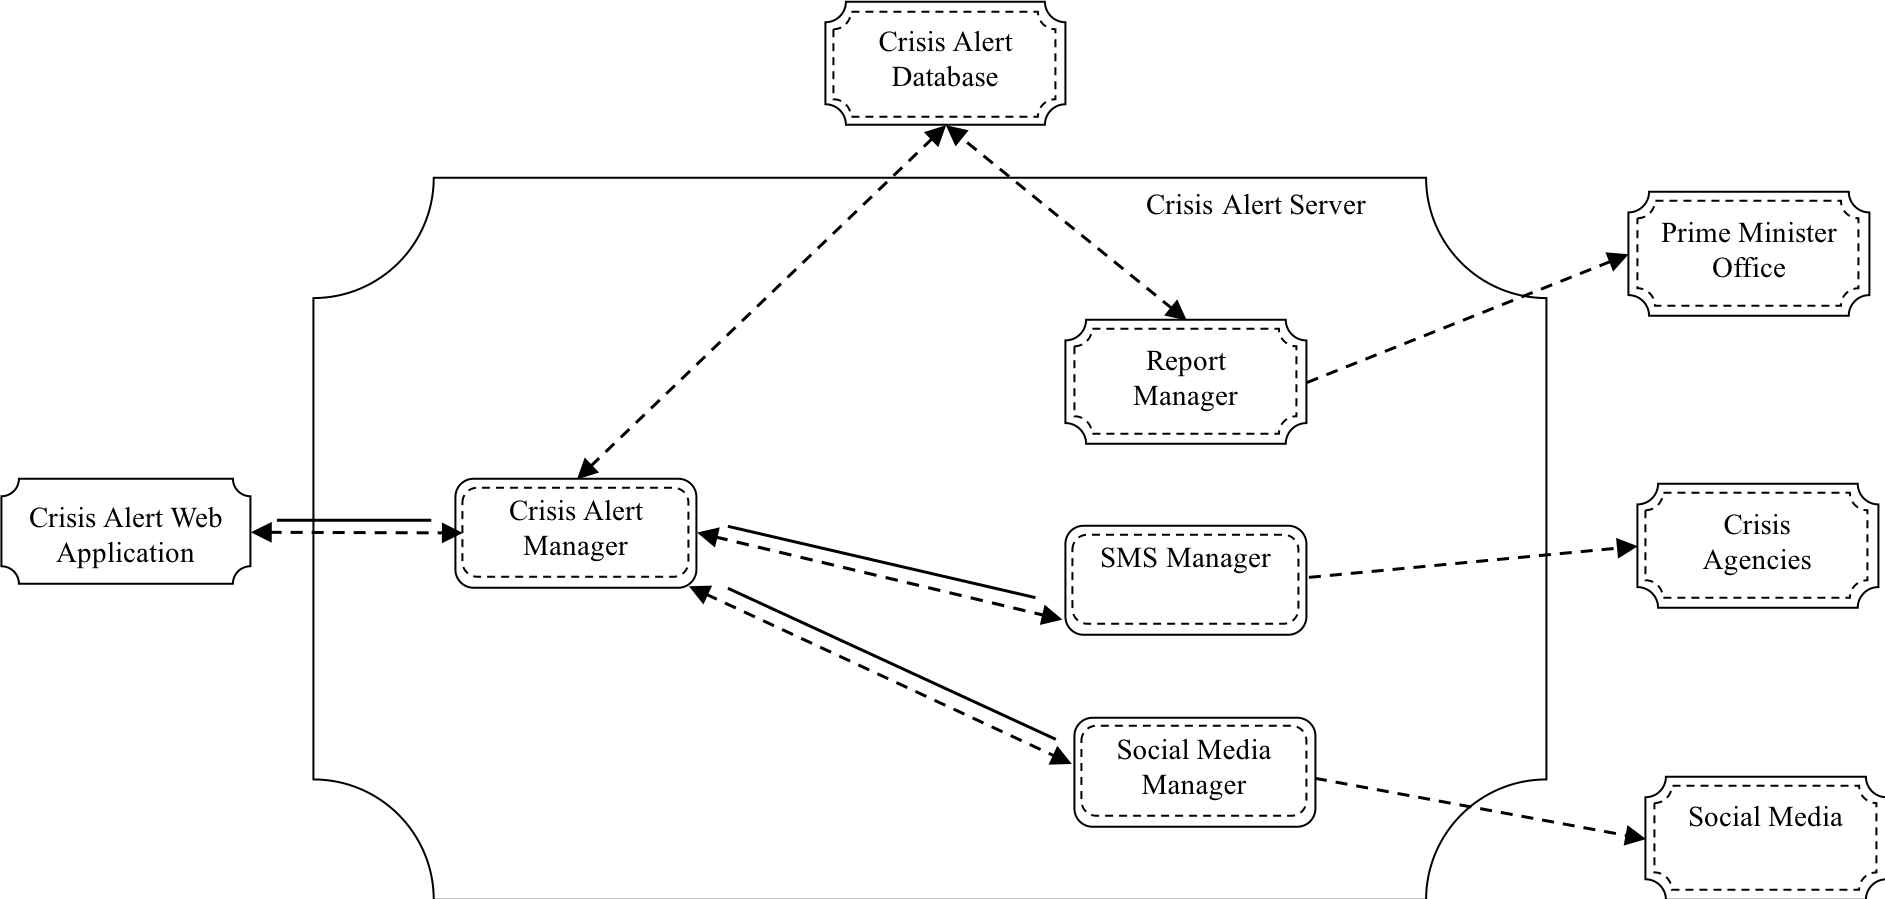 Crisis Alert
Database
Crisis Alert Server
Prime Minister
Office
Report
Manager
Crisis Alert Web
Application
Crisis Alert
Manager
SMS Manager
Crisis
Agencies
Social Media
Manager
Social Media